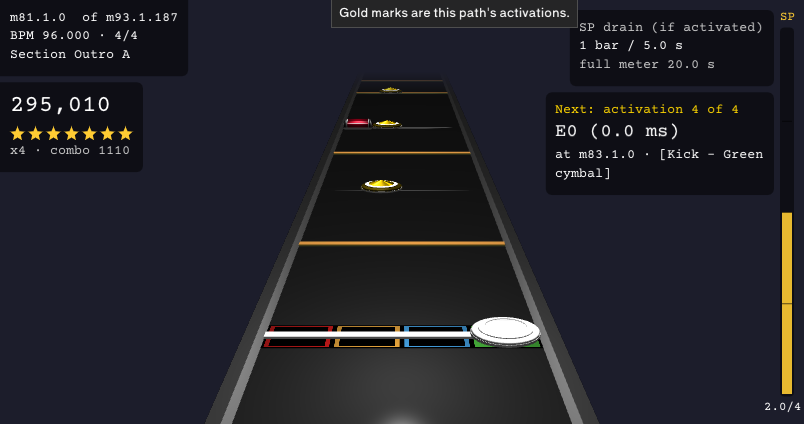 m81.1.0  of m93.1.187
BPM 96.000 · 4/4
Section Outro A
295,010
x4 · combo 1110
Gold marks are this path's activations.
SP drain (if activated)
1 bar / 5.0 s
full meter 20.0 s
Next: activation 4 of 4
E0 (0.0 ms)
at m83.1.0 · [Kick - Green
cymbal]
SP
2.0/4